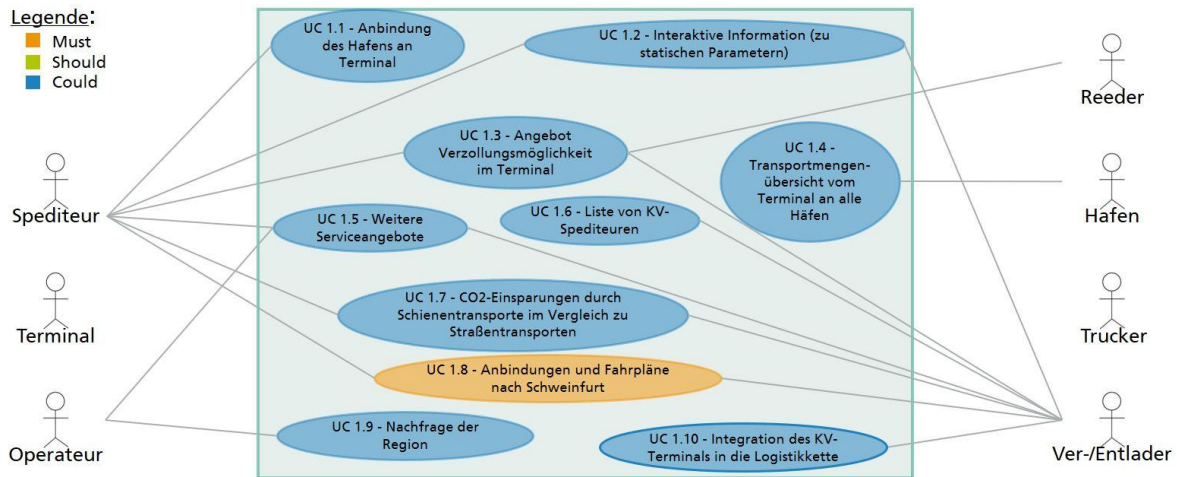 Legende:
Must
Should
Could
UC 1.1 - Anbindung
des Hafens an
Terminal
UC 1.2 - Interaktive Information (zu
statischen Parametern)
Reeder
UC 1.3 - Angebot
Verzollungsmöglichkeit
im Terminal
UC 1.4 -
Transportmengen-
übersicht vom
Terminal an alle
Häfen
Spediteur
Hafen
UC 1.5 - Weitere
Serviceangebote
UC 1.6 - Liste von KV-
Spediteuren
UC 1.7 - CO2-Einsparungen durch
Schienentransporte im Vergleich zu
Straßentransporten
Terminal
Trucker
UC 1.8 - Anbindungen und Fahrpläne
nach Schweinfurt
UC 1.9 - Nachfrage der
Region
UC 1.10 - Integration des KV-
Terminals in die Logistikkette
Operateur
Ver-/Entlader